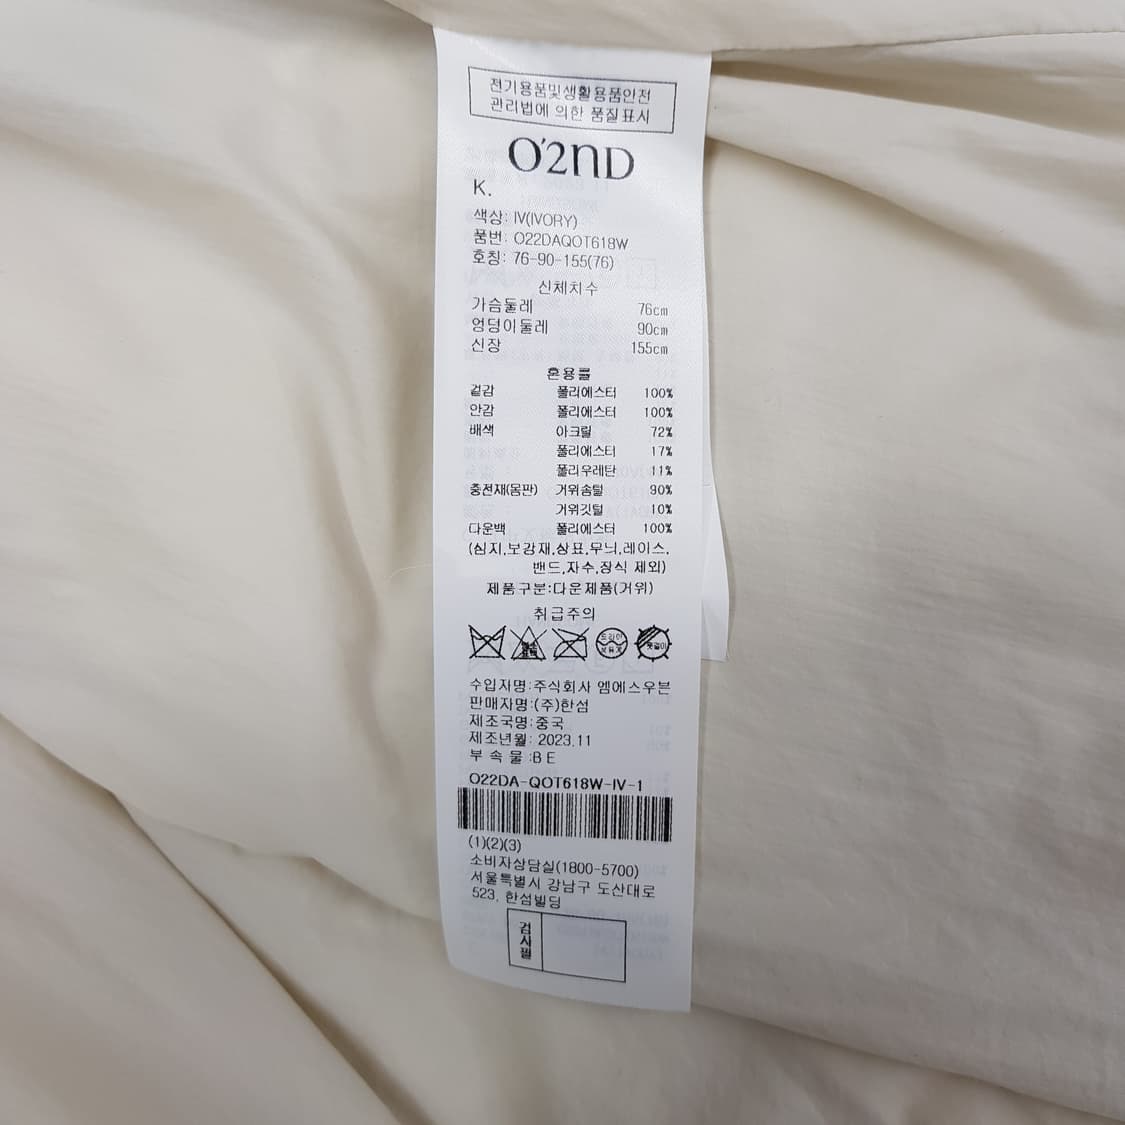 전기용품및생활용품안전
관리법에 의한 품질표시
O'2ND
K.
색상: IV(IVORY)
품번: O22DAQOT618W
호칭: 76-90-155(76)
신체치수
가슴둘레 76cm
엉덩이둘레 90cm
신장 155cm
혼용률
겉감 폴리에스터 100%
안감 폴리에스터 100%
배색 아크릴 72%
폴리에스터 17%
폴리우레탄 11%
충전재(몸판) 거위솜털 90%
거위깃털 10%
다운백 폴리에스터 100%
(심지,보강재,상표,무늬,레이스,
밴드,자수,장식 제외)
제품구분:다운제품(거위)
취급주의
드라이
옷걸이
수입자명:주식회사 엠에스우븐
판매자명:(주)한섬
제조국명:중국
제조년월: 2023.11
부 속 물 :B E
O22DA-QOT618W-IV-1
(1)(2)(3)
소비자상담실(1800-5700)
서울특별시 강남구 도산대로
523, 한섬빌딩
검사필